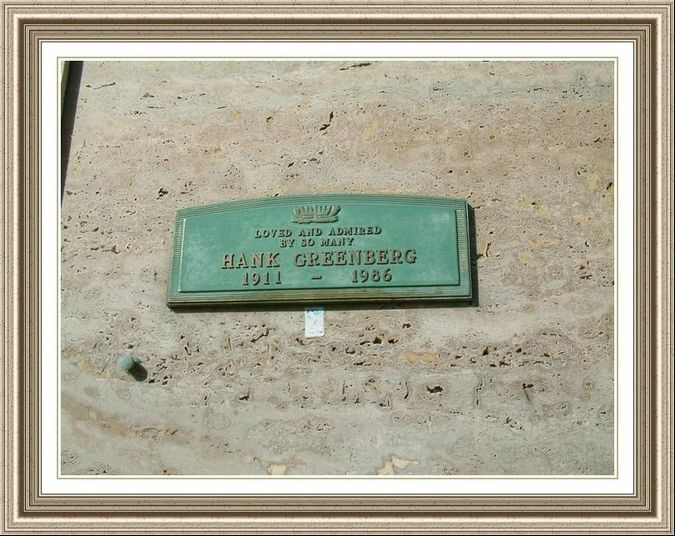 LOVED AND ADMIRED
BY SO MANY
HANK GREENBERG
1911 – 1986